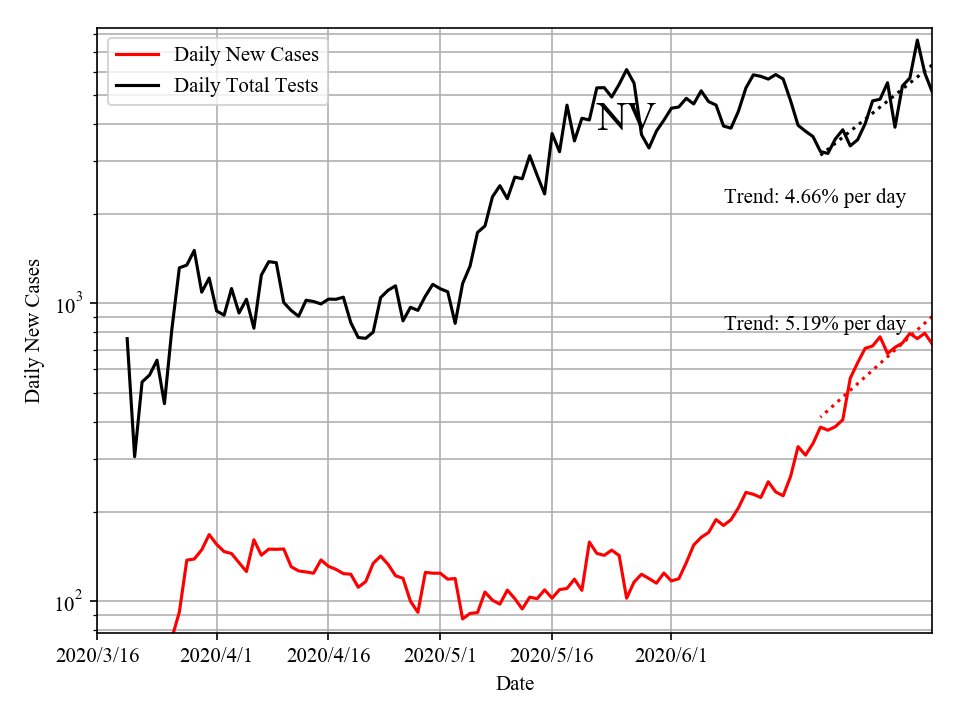 Daily New Cases
Daily Total Tests
NV
Trend: 4.66% per day
Trend: 5.19% per day
Daily New Cases
10³
10²
2020/3/16
2020/4/1
2020/4/16
2020/5/1
2020/5/16
2020/6/1
Date